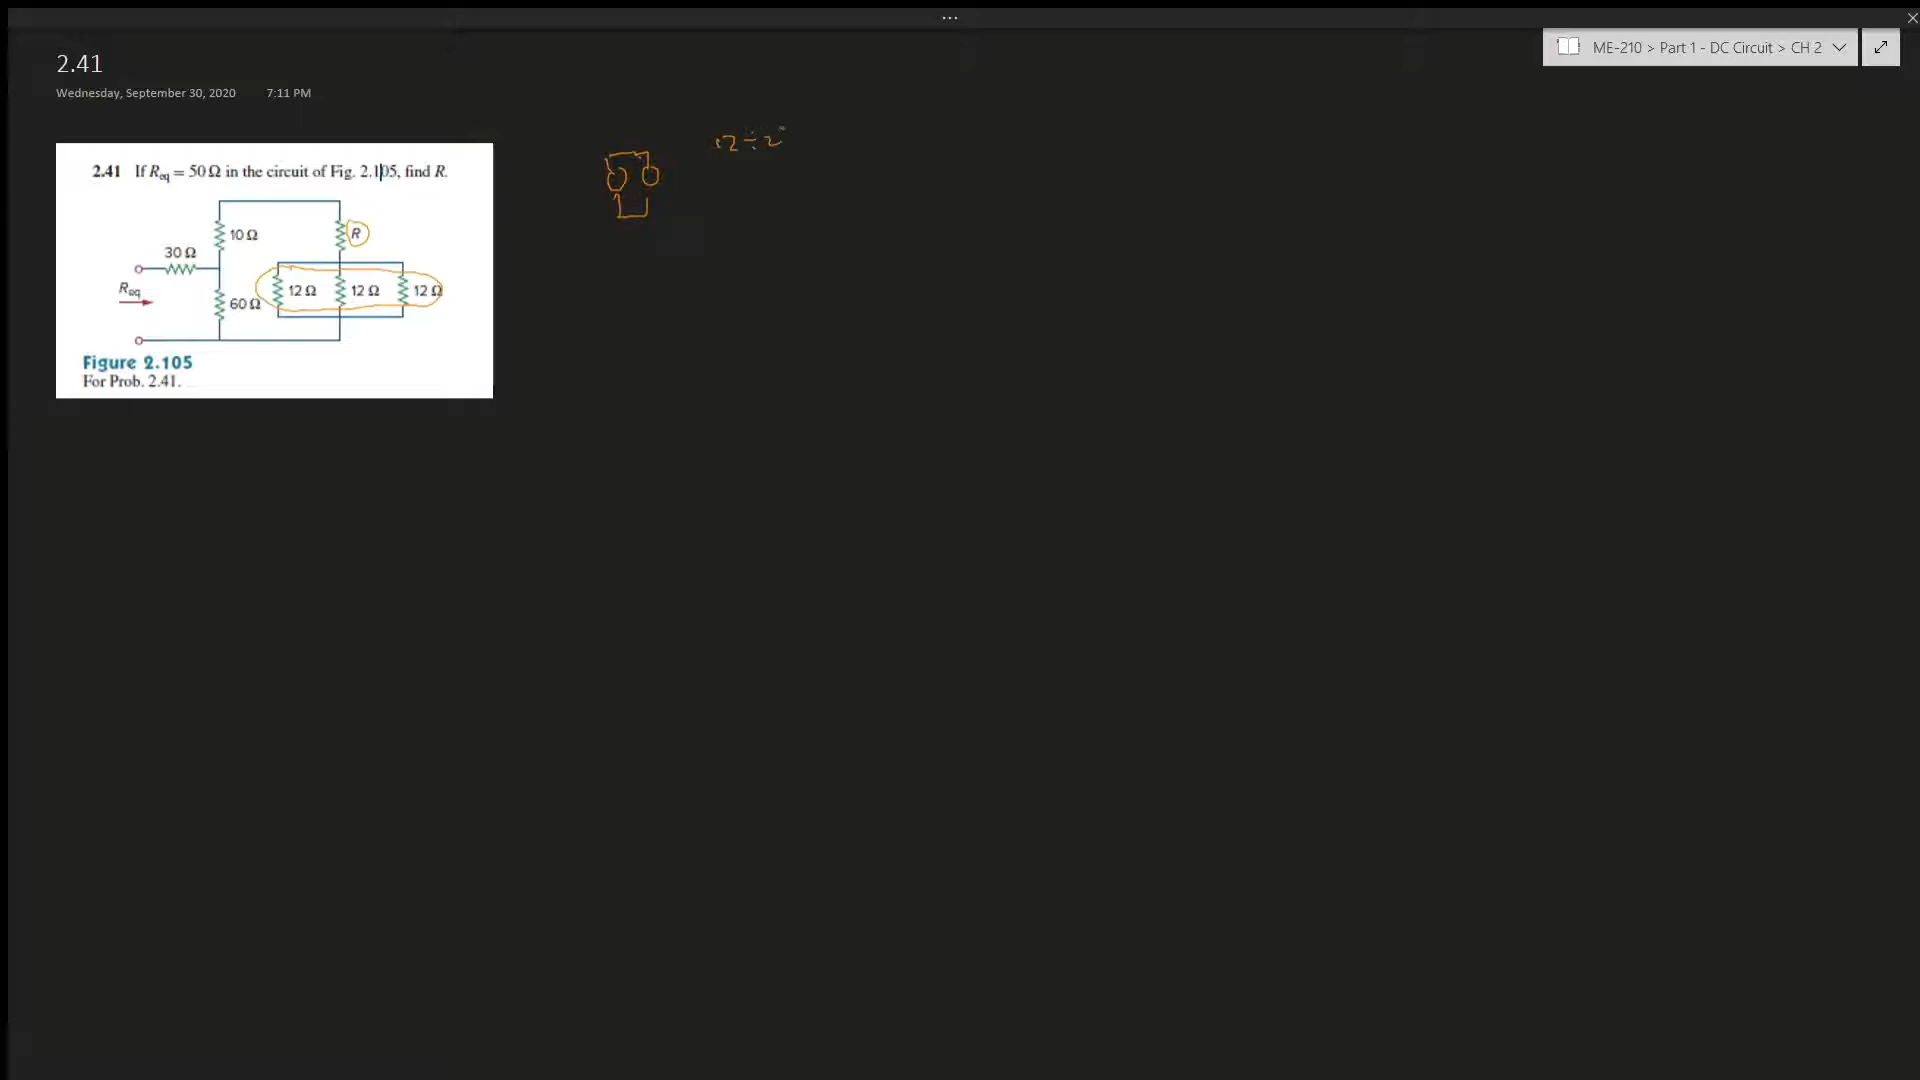 ...
ME-210 > Part 1 - DC Circuit > CH 2
2.41
Wednesday, September 30, 2020 7:11 PM
12 ÷ 2
2.41 If Req = 50 Ω in the circuit of Fig. 2.105, find R.
10 Ω
R
30 Ω
Req
60 Ω
12 Ω
12 Ω
12 Ω
Figure 2.105
For Prob. 2.41.